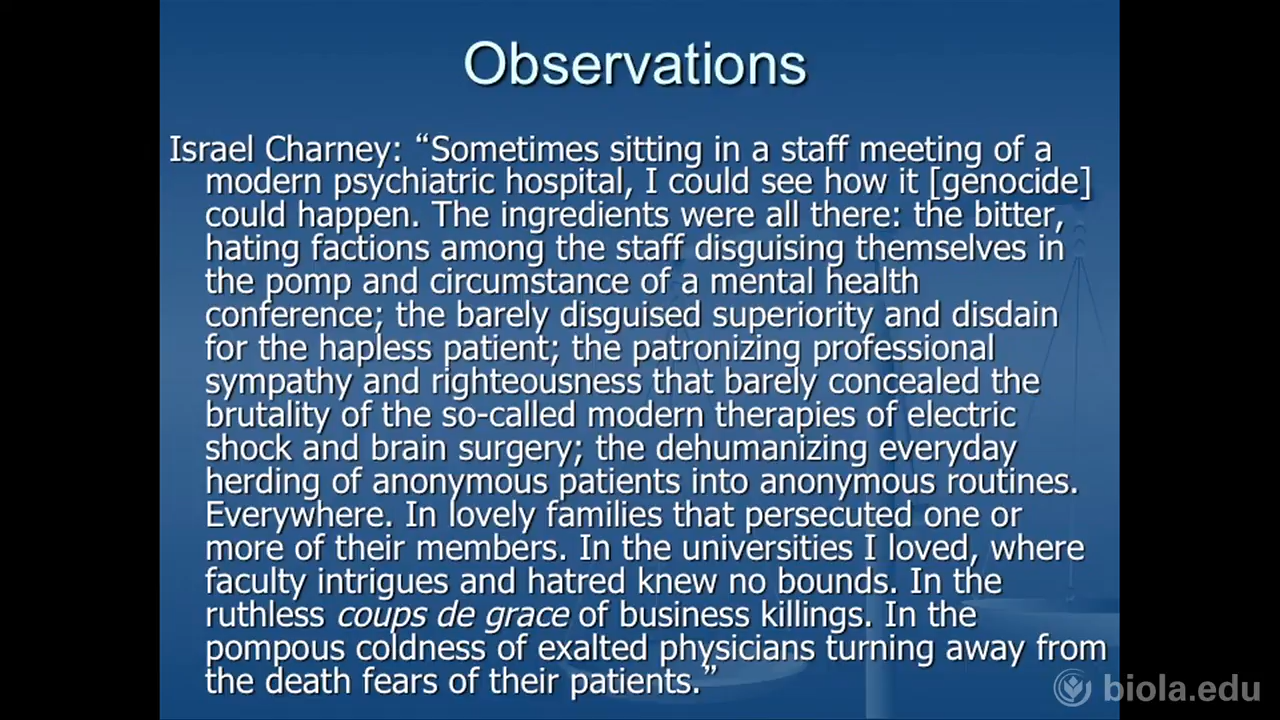 Observations
Israel Charney: “Sometimes sitting in a staff meeting of a
modern psychiatric hospital, I could see how it [genocide]
could happen. The ingredients were all there: the bitter,
hating factions among the staff disguising themselves in
the pomp and circumstance of a mental health
conference; the barely disguised superiority and disdain
for the hapless patient; the patronizing professional
sympathy and righteousness that barely concealed the
brutality of the so-called modern therapies of electric
shock and brain surgery; the dehumanizing everyday
herding of anonymous patients into anonymous routines.
Everywhere. In lovely families that persecuted one or
more of their members. In the universities I loved, where
faculty intrigues and hatred knew no bounds. In the
ruthless coups de grace of business killings. In the
pompous coldness of exalted physicians turning away from
the death fears of their patients.”
biola.edu